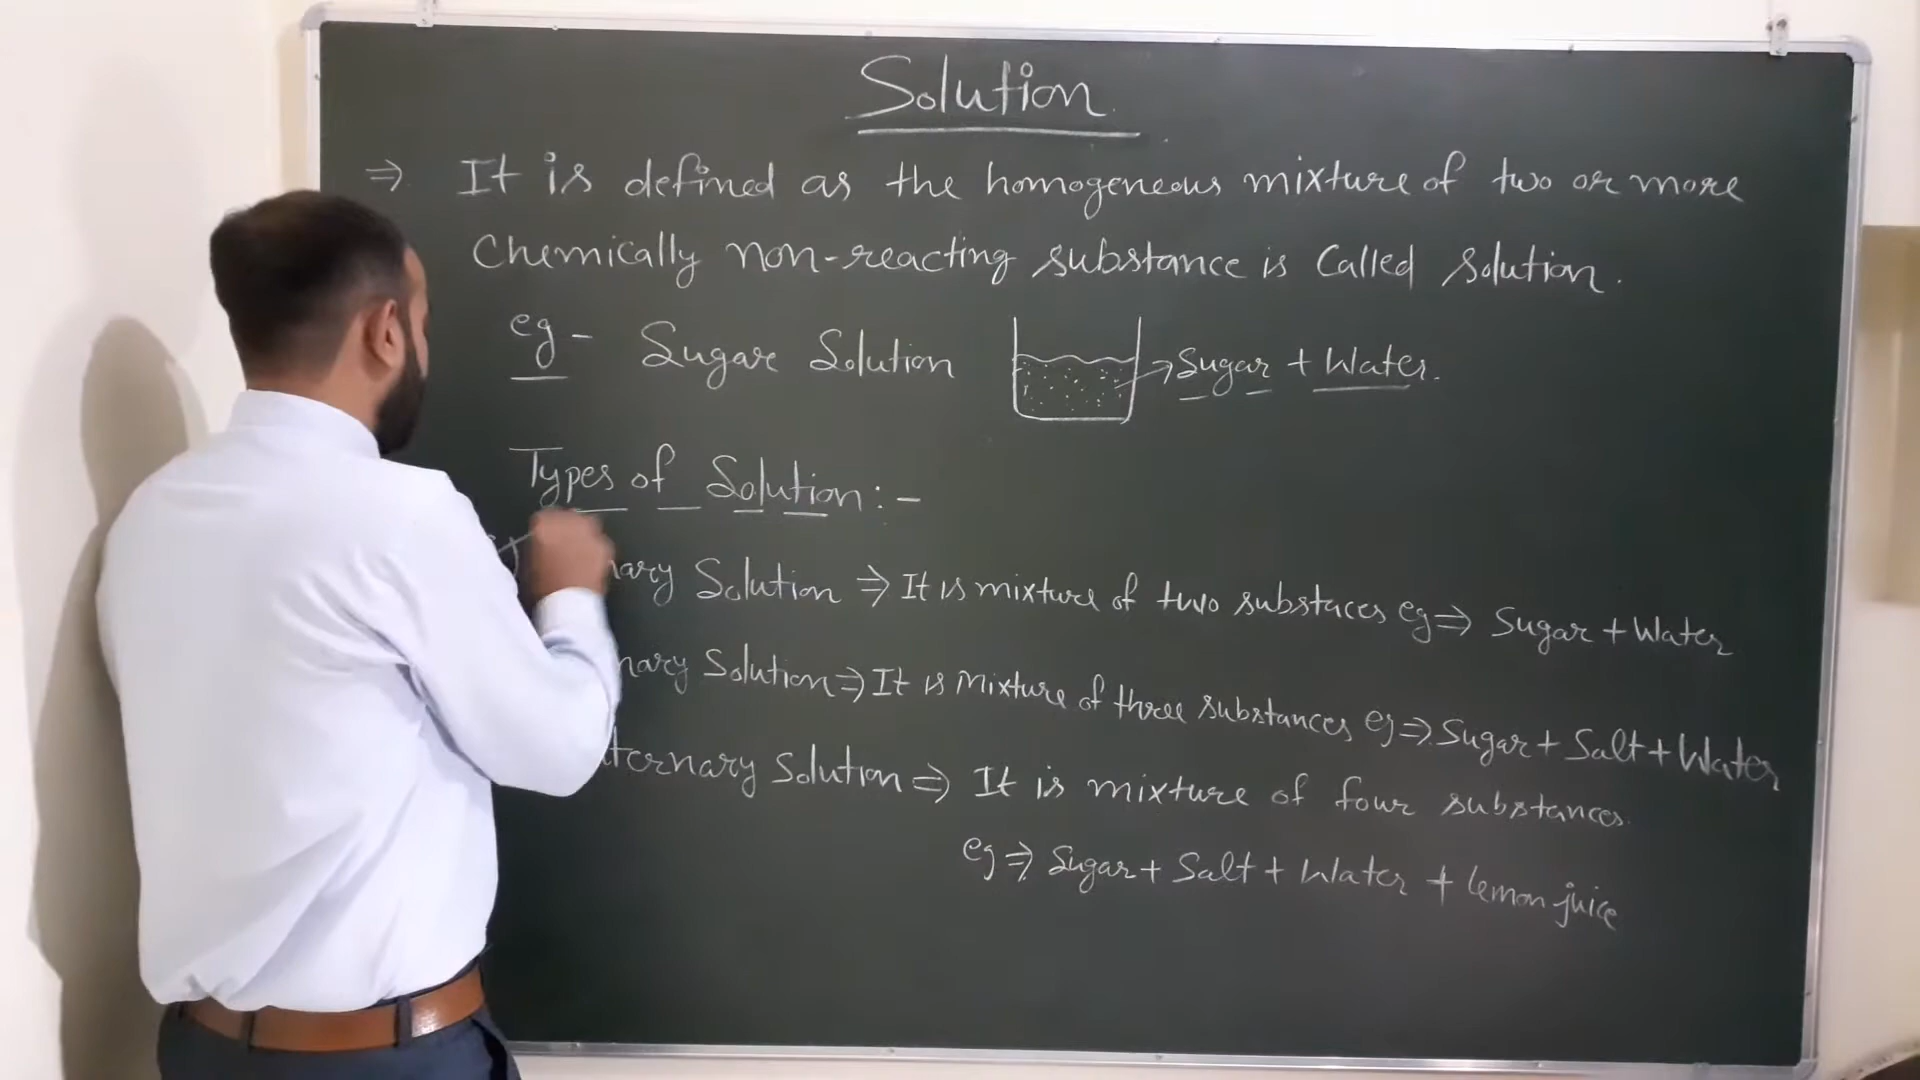 Solution
⇒ It is defined as the homogeneous mixture of two or more
Chemically non-reacting substance is Called Solution.
eg - Sugar Solution → Sugar + Water.
Types of Solution :-
nary Solution ⇒ It is mixture of two substaces eg ⇒ Sugar + Water
nary Solution ⇒ It is mixture of three substances eg ⇒ Sugar + Salt + Water
ternary Solution ⇒ It is mixture of four substances
eg ⇒ Sugar + Salt + Water + lemon juice